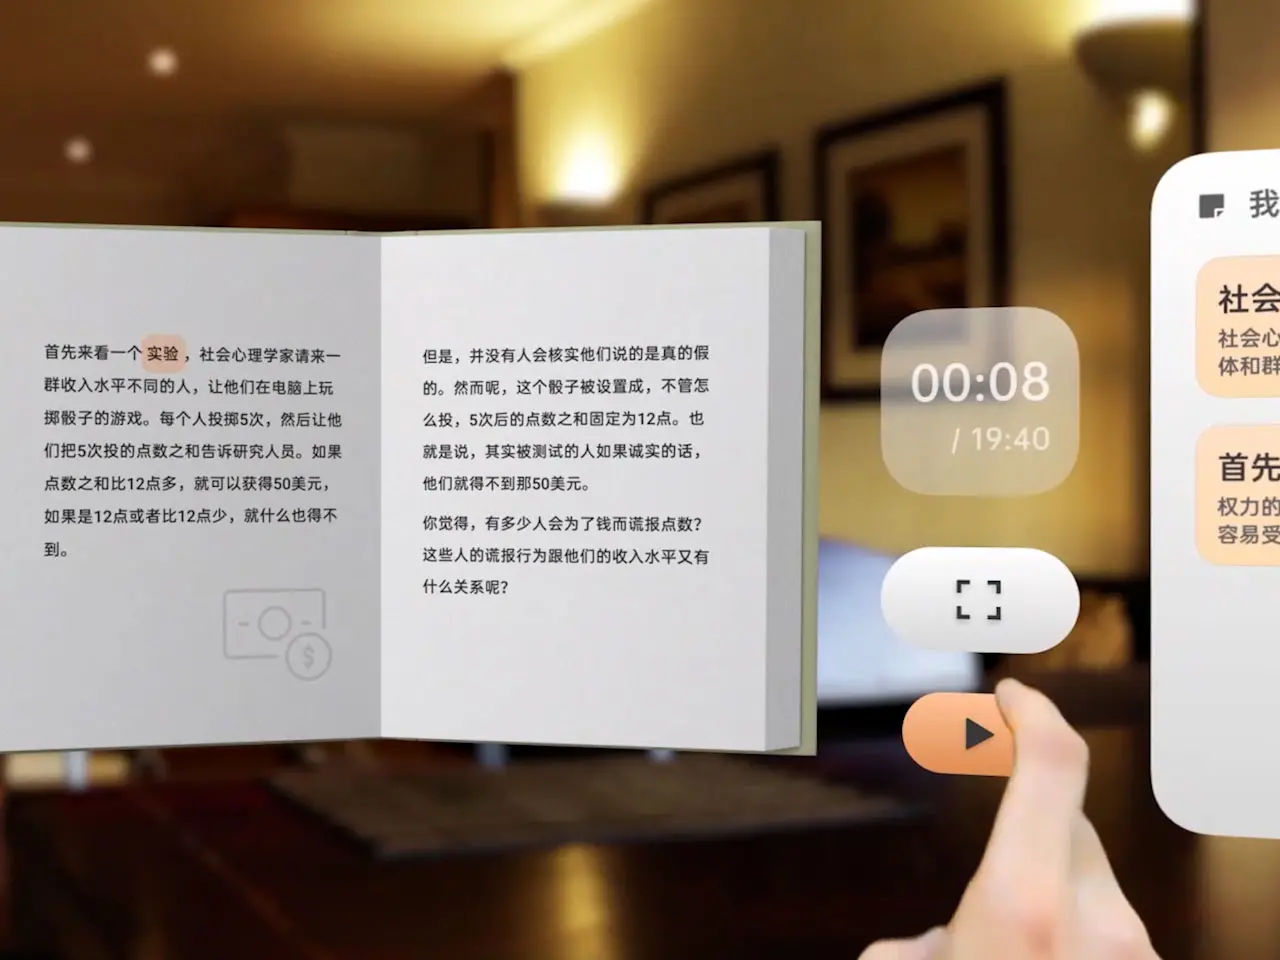 首先来看一个实验，社会心理学家请来一
群收入水平不同的人，让他们在电脑上玩
掷骰子的游戏。每个人投掷5次，然后让他
们把5次投的点数之和告诉研究人员。如果
点数之和比12点多，就可以获得50美元，
如果是12点或者比12点少，就什么也得不
到。
$
但是，并没有人会核实他们说的是真的假
的。然而呢，这个骰子被设置成，不管怎
么投，5次后的点数之和固定为12点。也
就是说，其实被测试的人如果诚实的话，
他们就得不到那50美元。
你觉得，有多少人会为了钱而谎报点数？
这些人的谎报行为跟他们的收入水平又有
什么关系呢？
00:08
/ 19:40
我
社会
社会心
体和群
首先
权力的
容易受